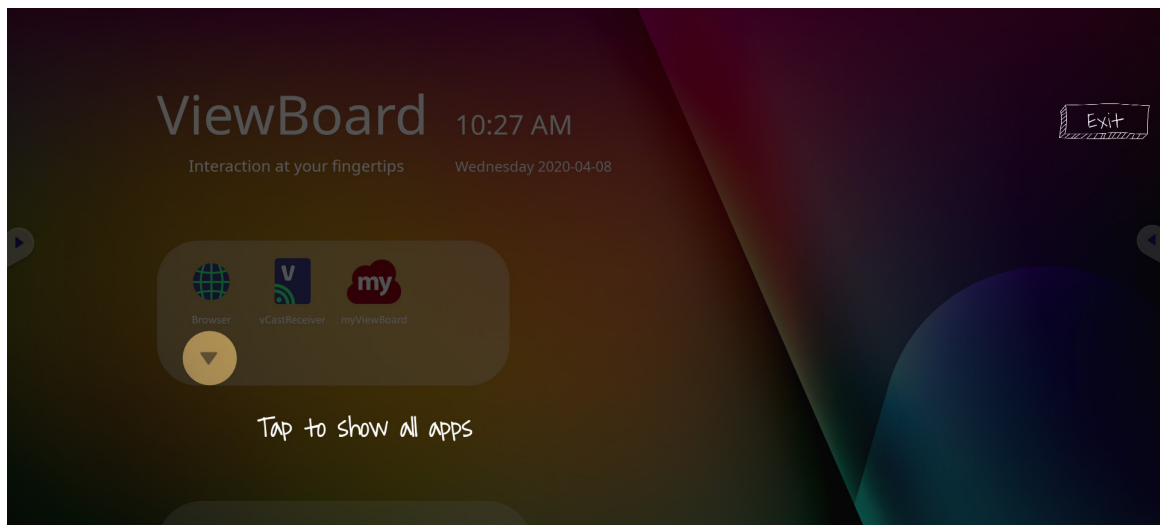 ViewBoard
10:27 AM
Exit
Interaction at your fingertips
Wednesday 2020-04-08
V
my
Browser
vCastReceiver
myViewBoard
Tap to show all apps